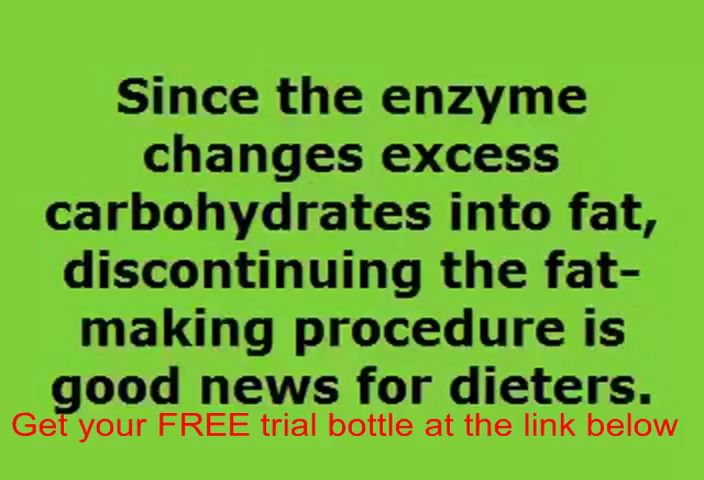 Since the enzyme
changes excess
carbohydrates into fat,
discontinuing the fat-
making procedure is
good news for dieters.
Get your FREE trial bottle at the link below